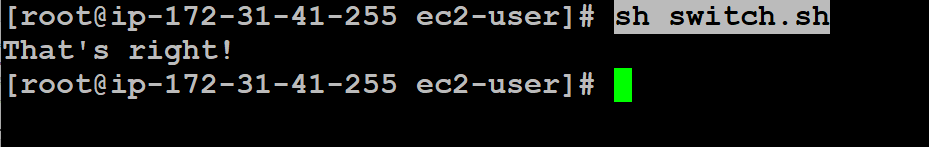 [root@ip-172-31-41-255 ec2-user]# sh switch.sh
That's right!
[root@ip-172-31-41-255 ec2-user]#